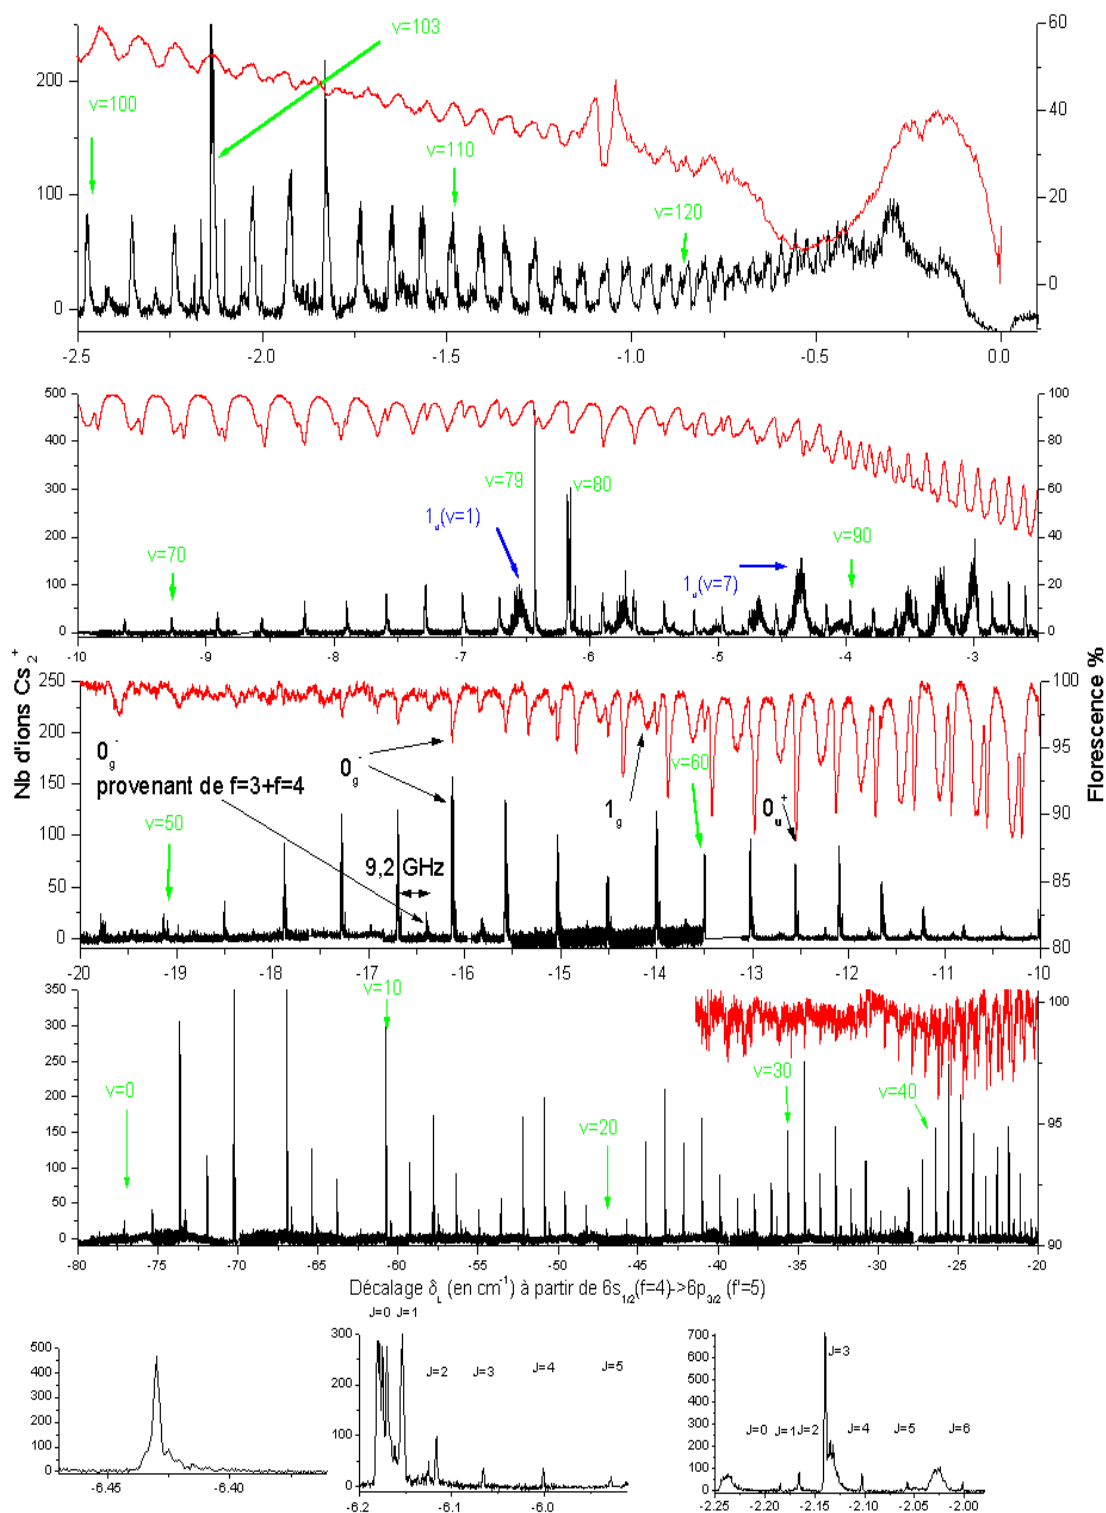 v=103
v=100
v=110
v=120
200
100
0
60
40
20
0
-2.5
-2.0
-1.5
-1.0
-0.5
0.0
500
400
300
200
100
0
100
80
60
40
20
0
v=79
v=80
1u(v=1)
v=70
v=90
1u(v=7)
-10
-9
-8
-7
-6
-5
-4
-3
Nb d'ions Cs2+
Florescence %
250
200
150
100
50
0
100
95
90
85
80
0g-
provenant de f=3+f=4
0g-
v=60
1g
0u+
v=50
9,2 GHz
-20
-19
-18
-17
-16
-15
-14
-13
-12
-11
-10
350
300
250
200
150
100
50
0
100
95
90
v=10
v=0
v=20
v=30
v=40
-80
-75
-70
-65
-60
-55
-50
-45
-40
-35
-30
-25
-20
Décalage δL (en cm-1) à partir de 6s1/2(f=4)->6p3/2 (f'=5)
500
400
300
200
100
0
-6.45
-6.40
J=0 J=1
300
200
100
0
J=2
J=3
J=4
J=5
-6.2
-6.1
-6.0
700
600
500
400
300
200
100
0
J=3
J=0
J=1
J=2
J=4
J=5
J=6
-2.25
-2.20
-2.15
-2.10
-2.05
-2.00